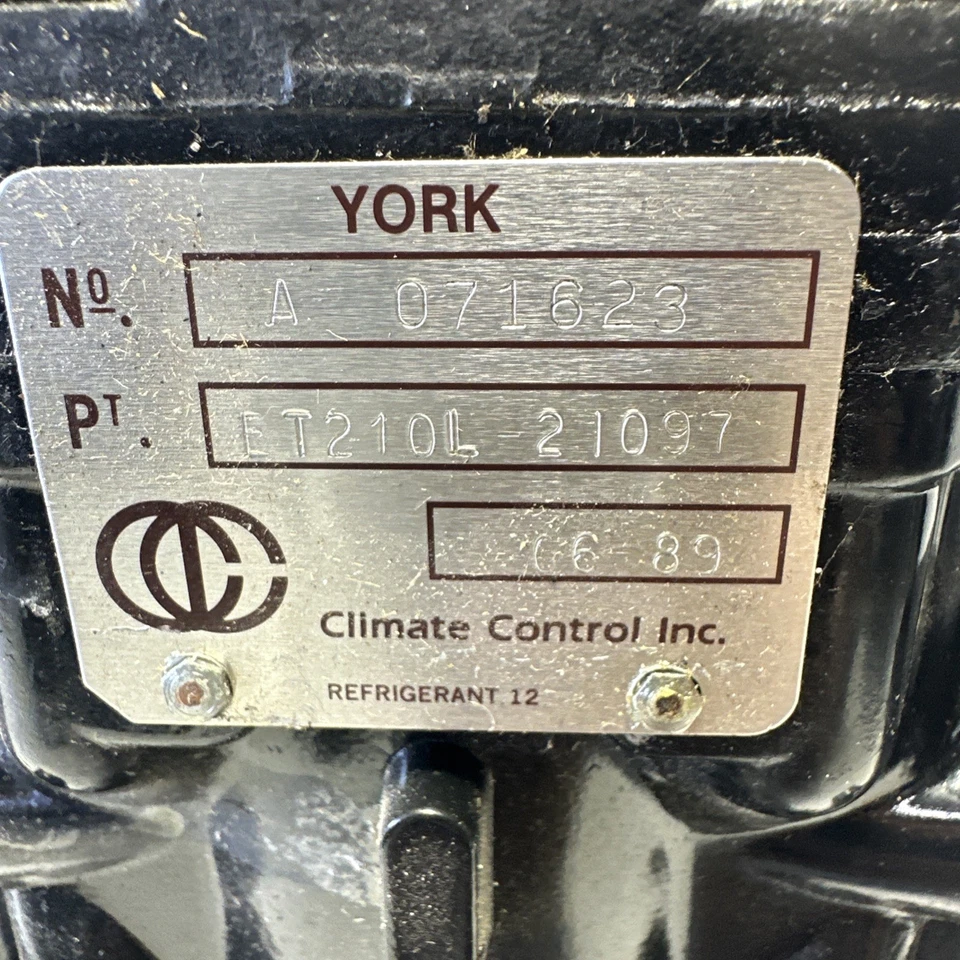 YORK
Nº. A 071623
PT. ET210L 21097
06 89
Climate Control Inc.
REFRIGERANT 12